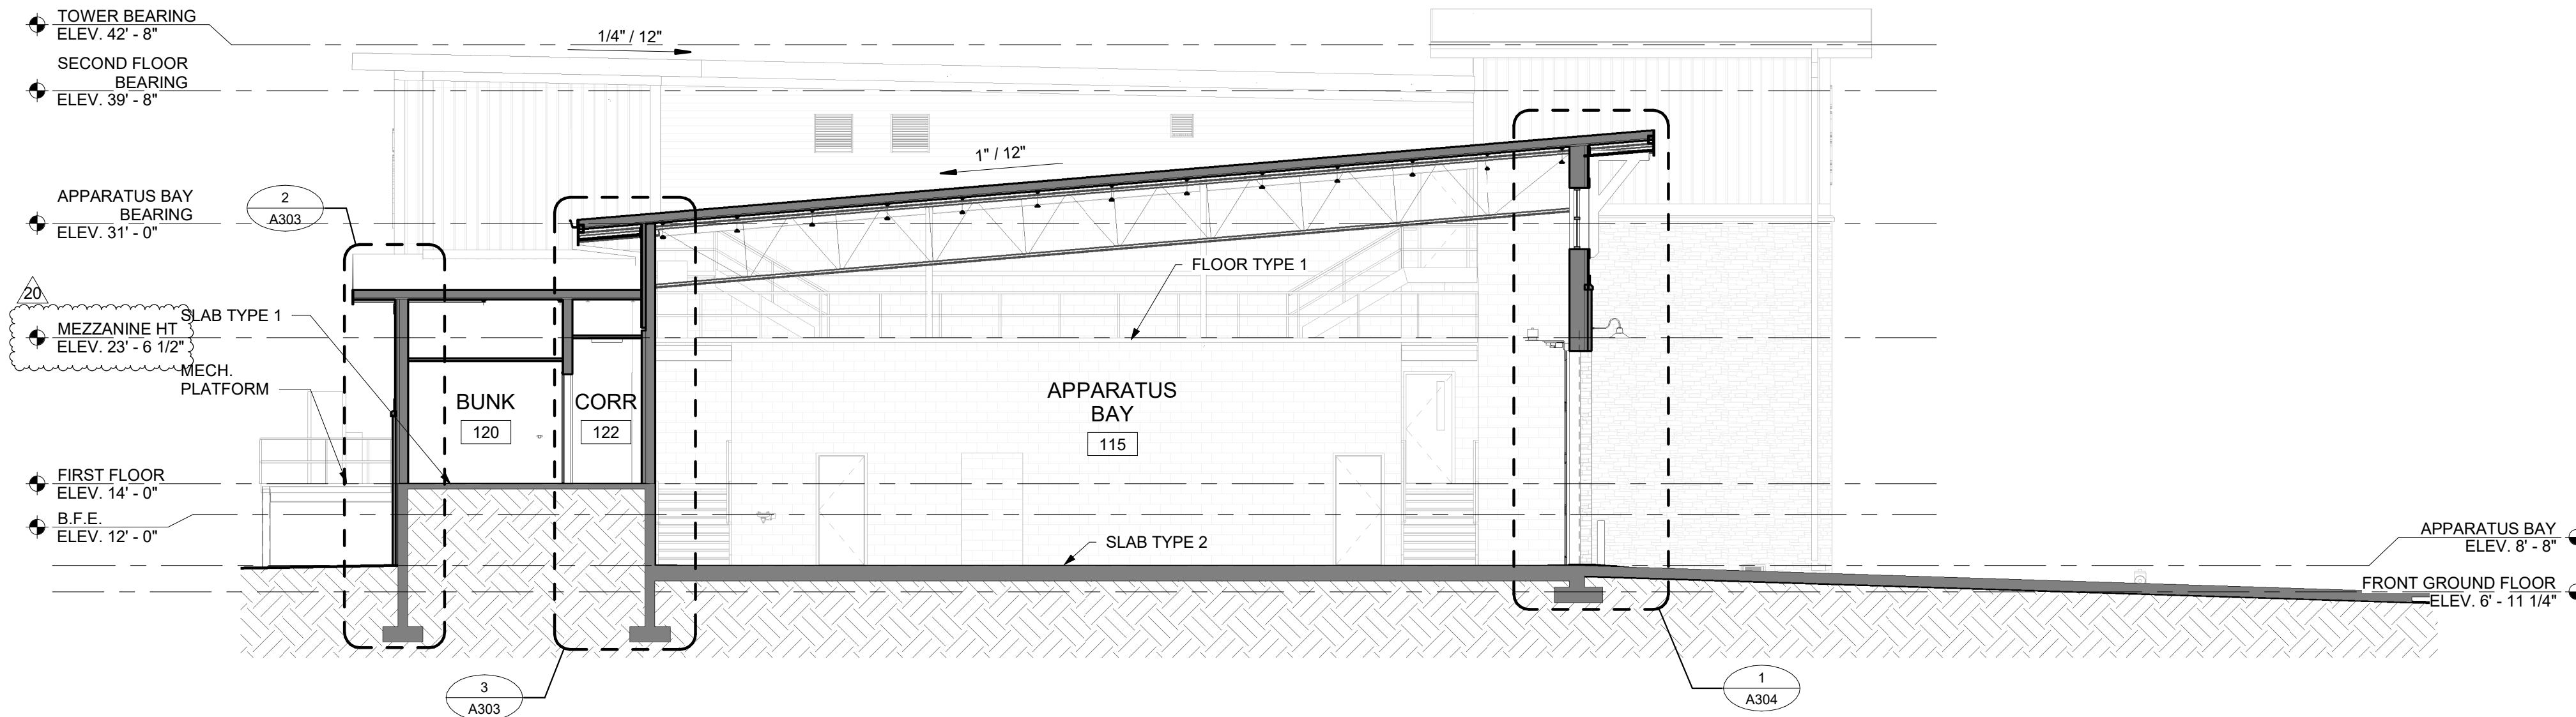 TOWER BEARING
ELEV. 42' - 8"
SECOND FLOOR
BEARING
ELEV. 39' - 8"
1/4" / 12"
1" / 12"
APPARATUS BAY
BEARING
ELEV. 31' - 0"
2
A303
20
MEZZANINE HT
ELEV. 23' - 6 1/2"
SLAB TYPE 1
MECH.
PLATFORM
FLOOR TYPE 1
BUNK
120
CORR
122
APPARATUS
BAY
115
FIRST FLOOR
ELEV. 14' - 0"
B.F.E.
ELEV. 12' - 0"
SLAB TYPE 2
APPARATUS BAY
ELEV. 8' - 8"
FRONT GROUND FLOOR
ELEV. 6' - 11 1/4"
3
A303
1
A304